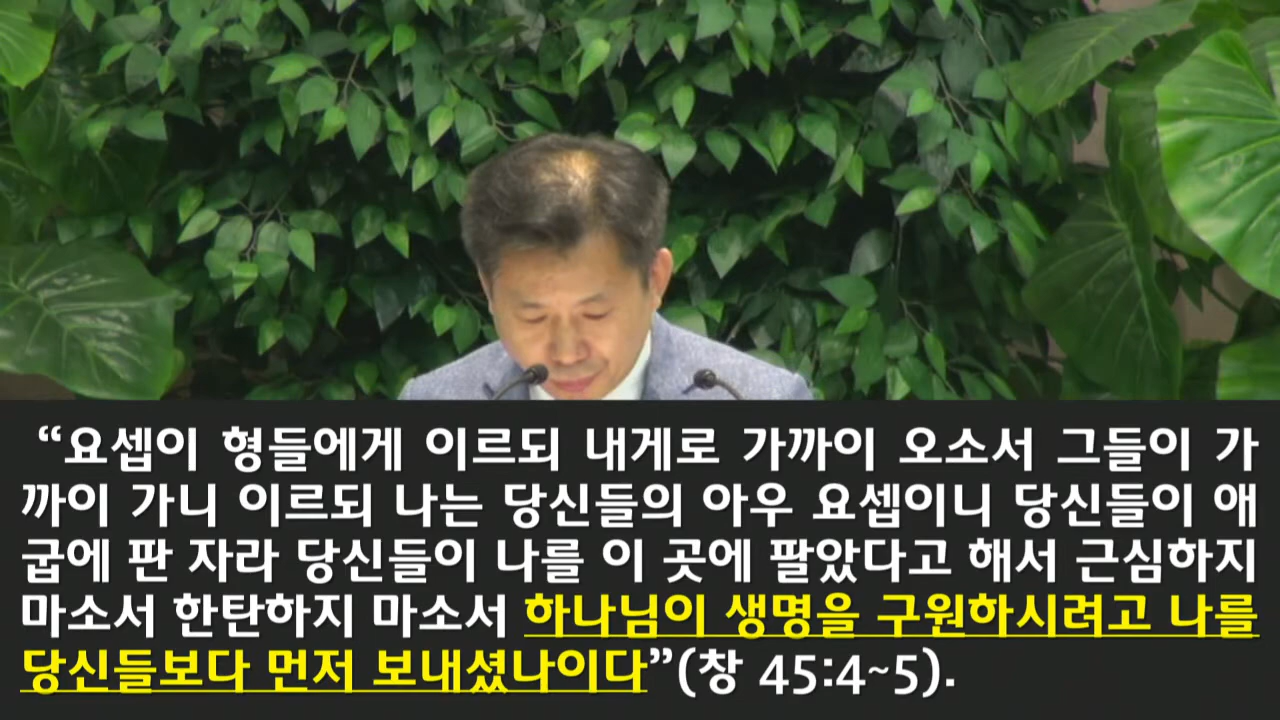 “요셉이 형들에게 이르되 내게로 가까이 오소서 그들이 가
까이 가니 이르되 나는 당신들의 아우 요셉이니 당신들이 애
굽에 판 자라 당신들이 나를 이 곳에 팔았다고 해서 근심하지
마소서 한탄하지 마소서 하나님이 생명을 구원하시려고 나를
당신들보다 먼저 보내셨나이다”(창 45:4~5).